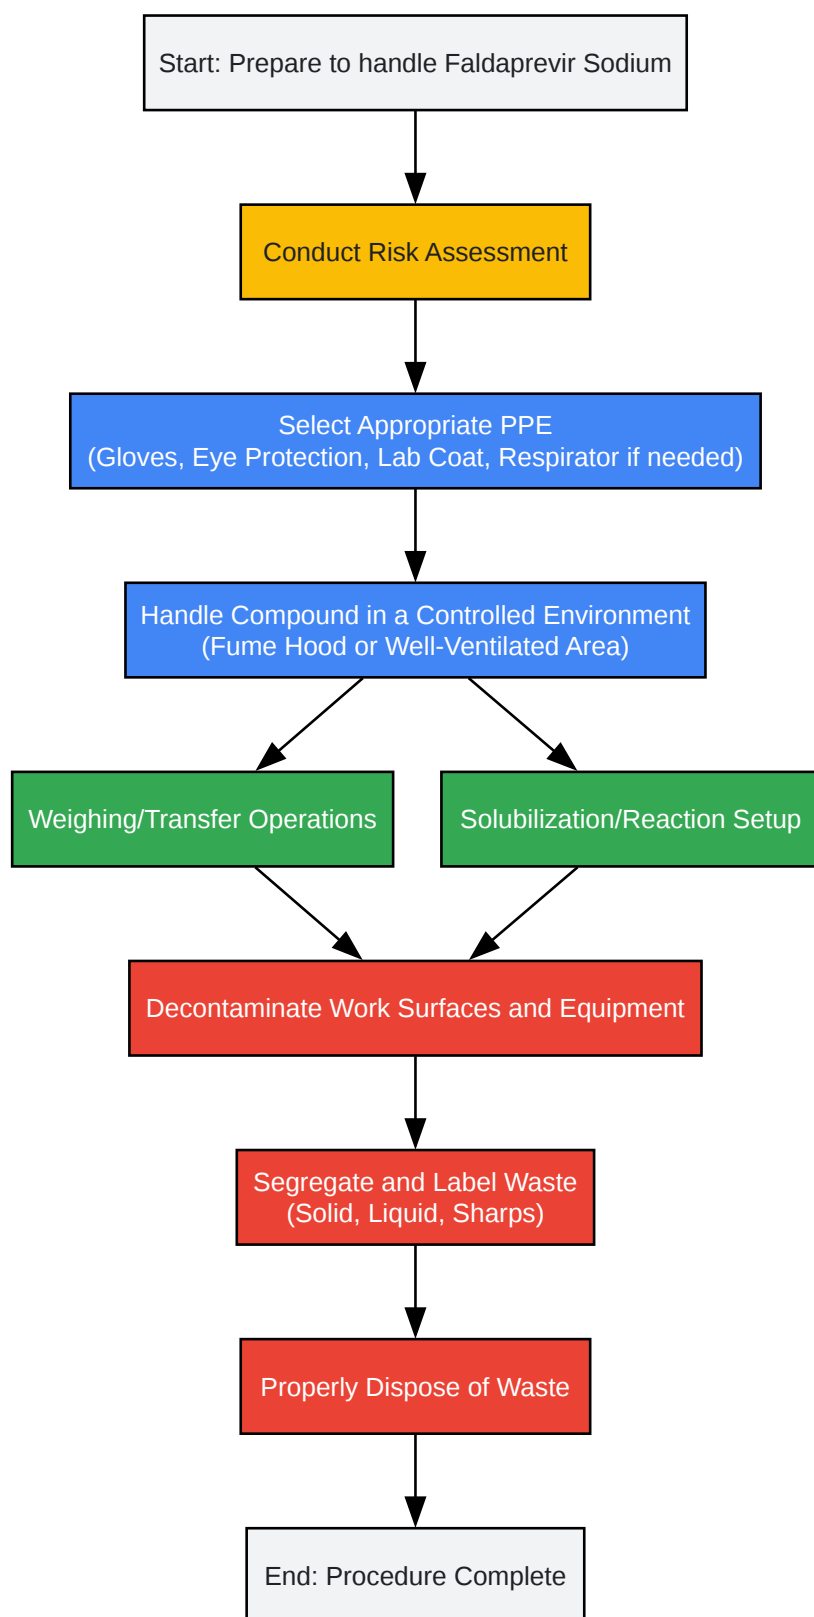 Start: Prepare to handle Faldaprevir Sodium
Conduct Risk Assessment
Select Appropriate PPE
(Gloves, Eye Protection, Lab Coat, Respirator if needed)
Handle Compound in a Controlled Environment
(Fume Hood or Well-Ventilated Area)
Weighing/Transfer Operations
Solubilization/Reaction Setup
Decontaminate Work Surfaces and Equipment
Segregate and Label Waste
(Solid, Liquid, Sharps)
Properly Dispose of Waste
End: Procedure Complete